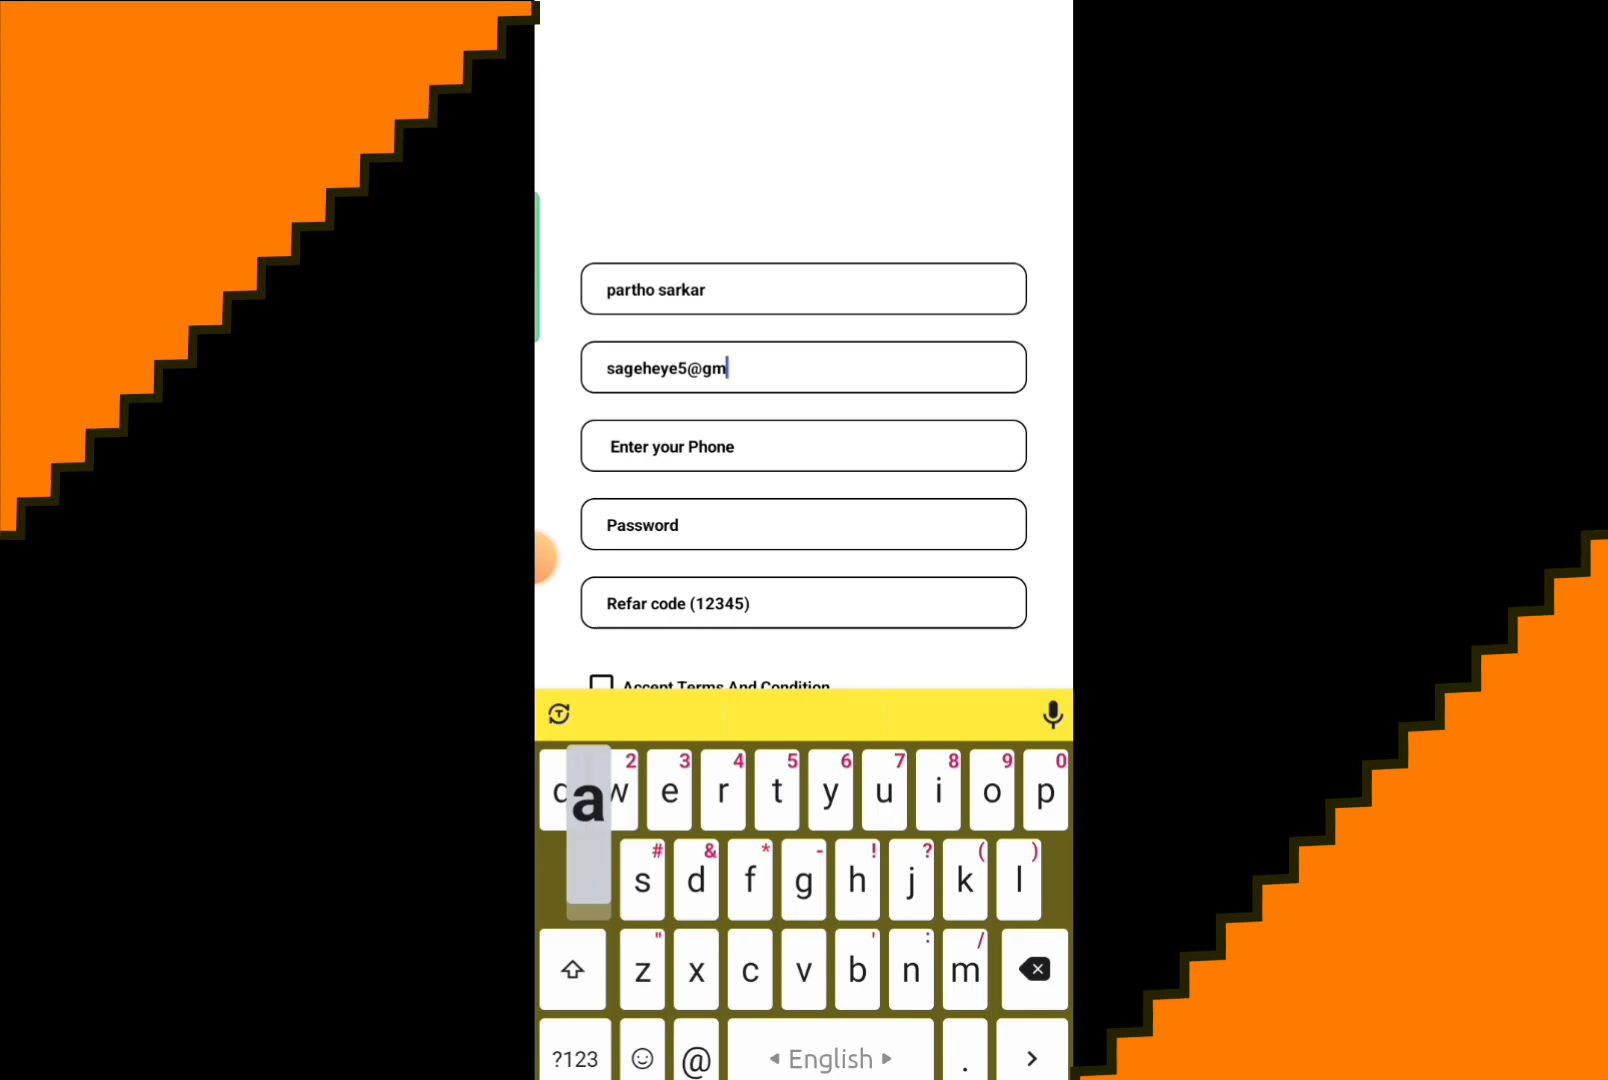 partho sarkar
sageheye5@gm
Enter your Phone
Password
Refar code (12345)
Accept Terms And Condition
2 3 4 5 6 7 8 9 0
a w e r t y u i o p
# & * - ! ? ( )
s d f g h j k l
" ' : /
z x c v b n m
?123 @ English .